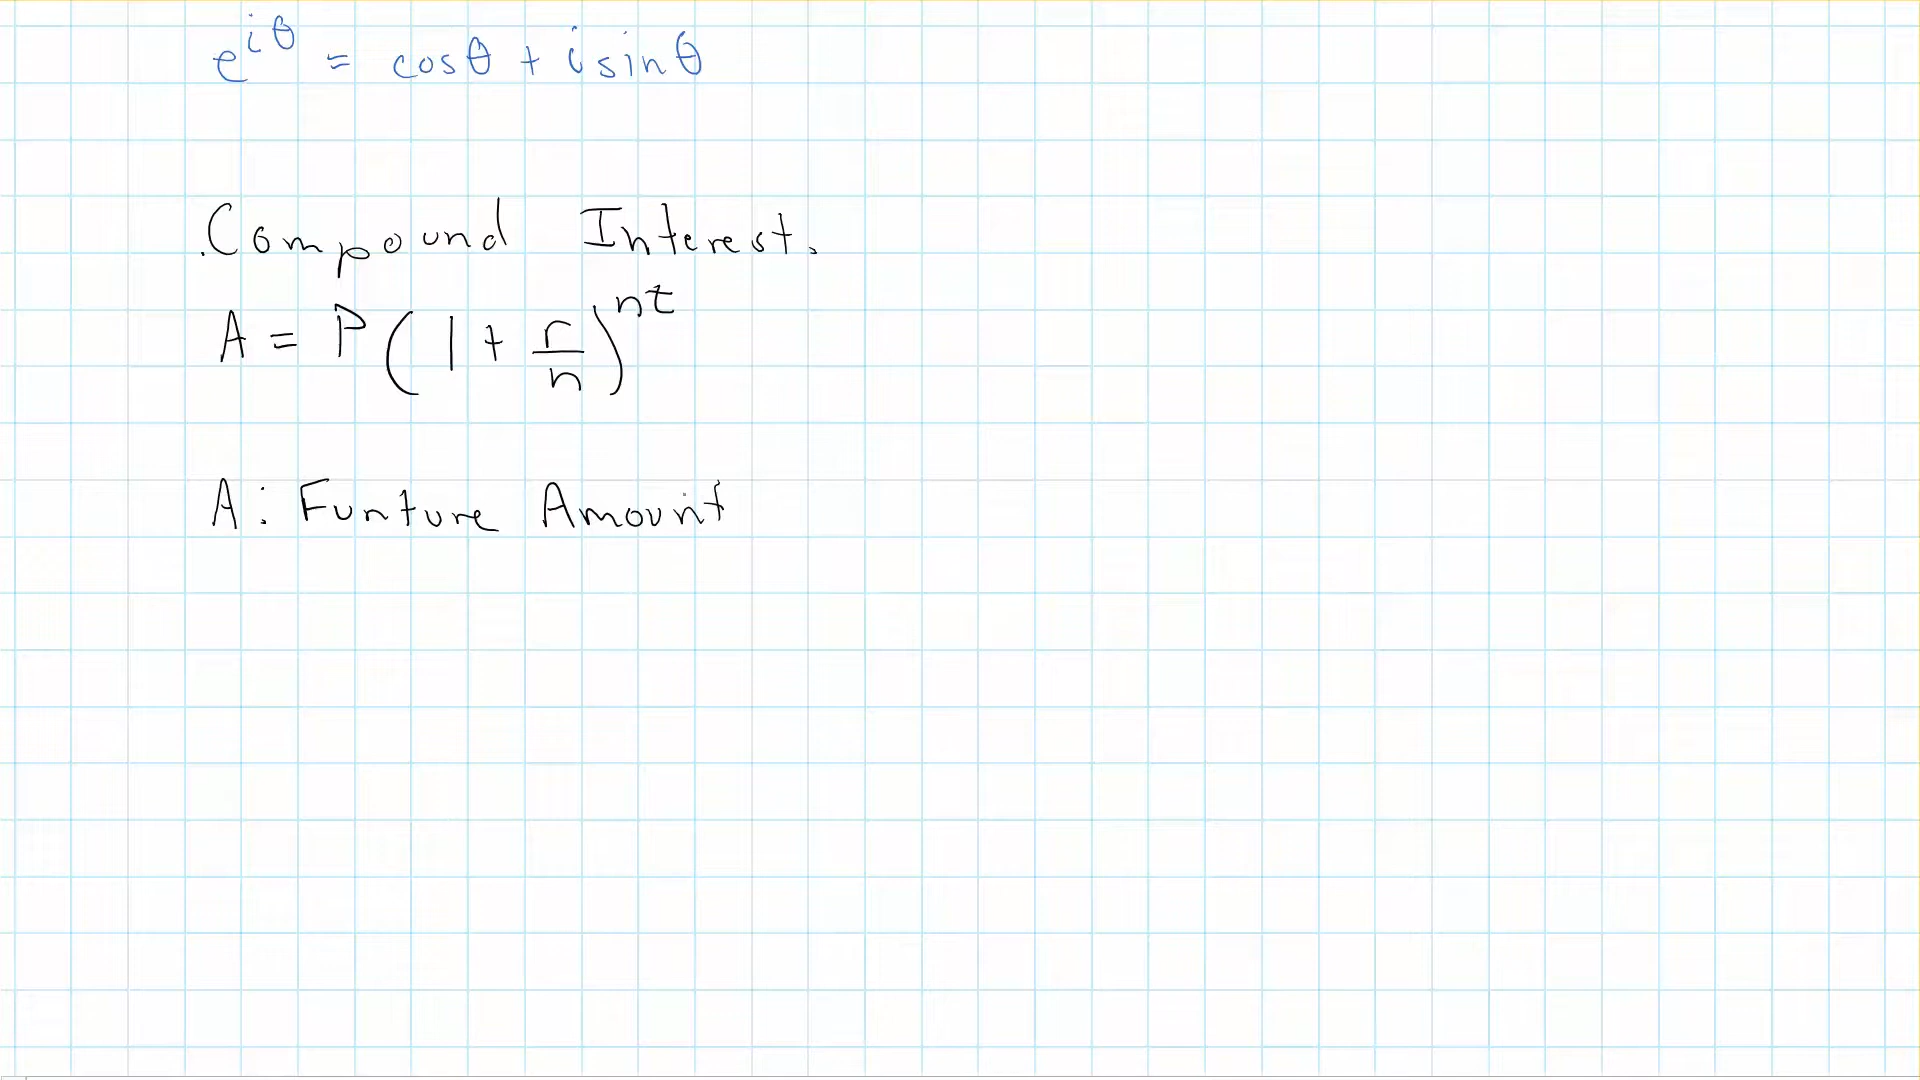 e^{iθ} = cosθ + i sinθ
Compound Interest.
A = P(1 + r/n)^{nt}
A: Funture Amount